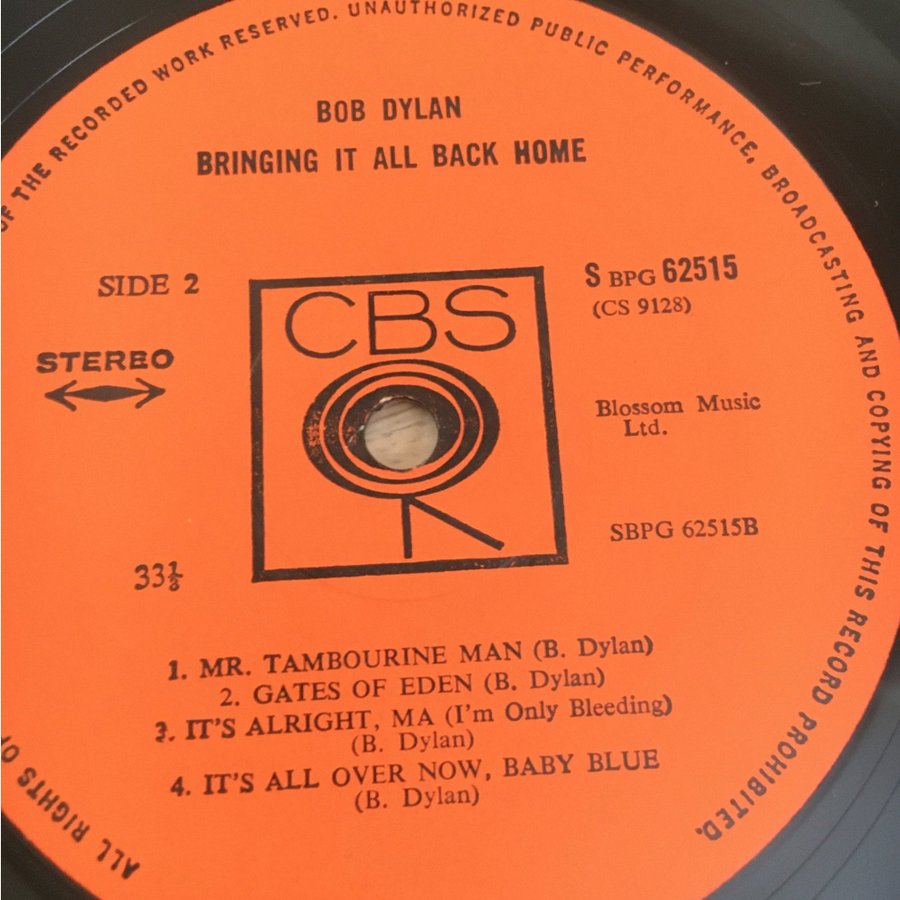 OF THE RECORDED WORK RESERVED. UNAUTHORIZED PUBLIC PERFORMANCE, BROADCASTING AND COPYING OF THIS RECORD PROHIBITED.
BOB DYLAN
BRINGING IT ALL BACK HOME
SIDE 2
S BPG 62515
(CS 9128)
STEREO
CBS
Blossom Music
Ltd.
SBPG 62515B
33⅓
1. MR. TAMBOURINE MAN (B. Dylan)
2. GATES OF EDEN (B. Dylan)
3. IT'S ALRIGHT, MA (I'm Only Bleeding)
(B. Dylan)
4. IT'S ALL OVER NOW, BABY BLUE
(B. Dylan)
ALL RIGHTS OF